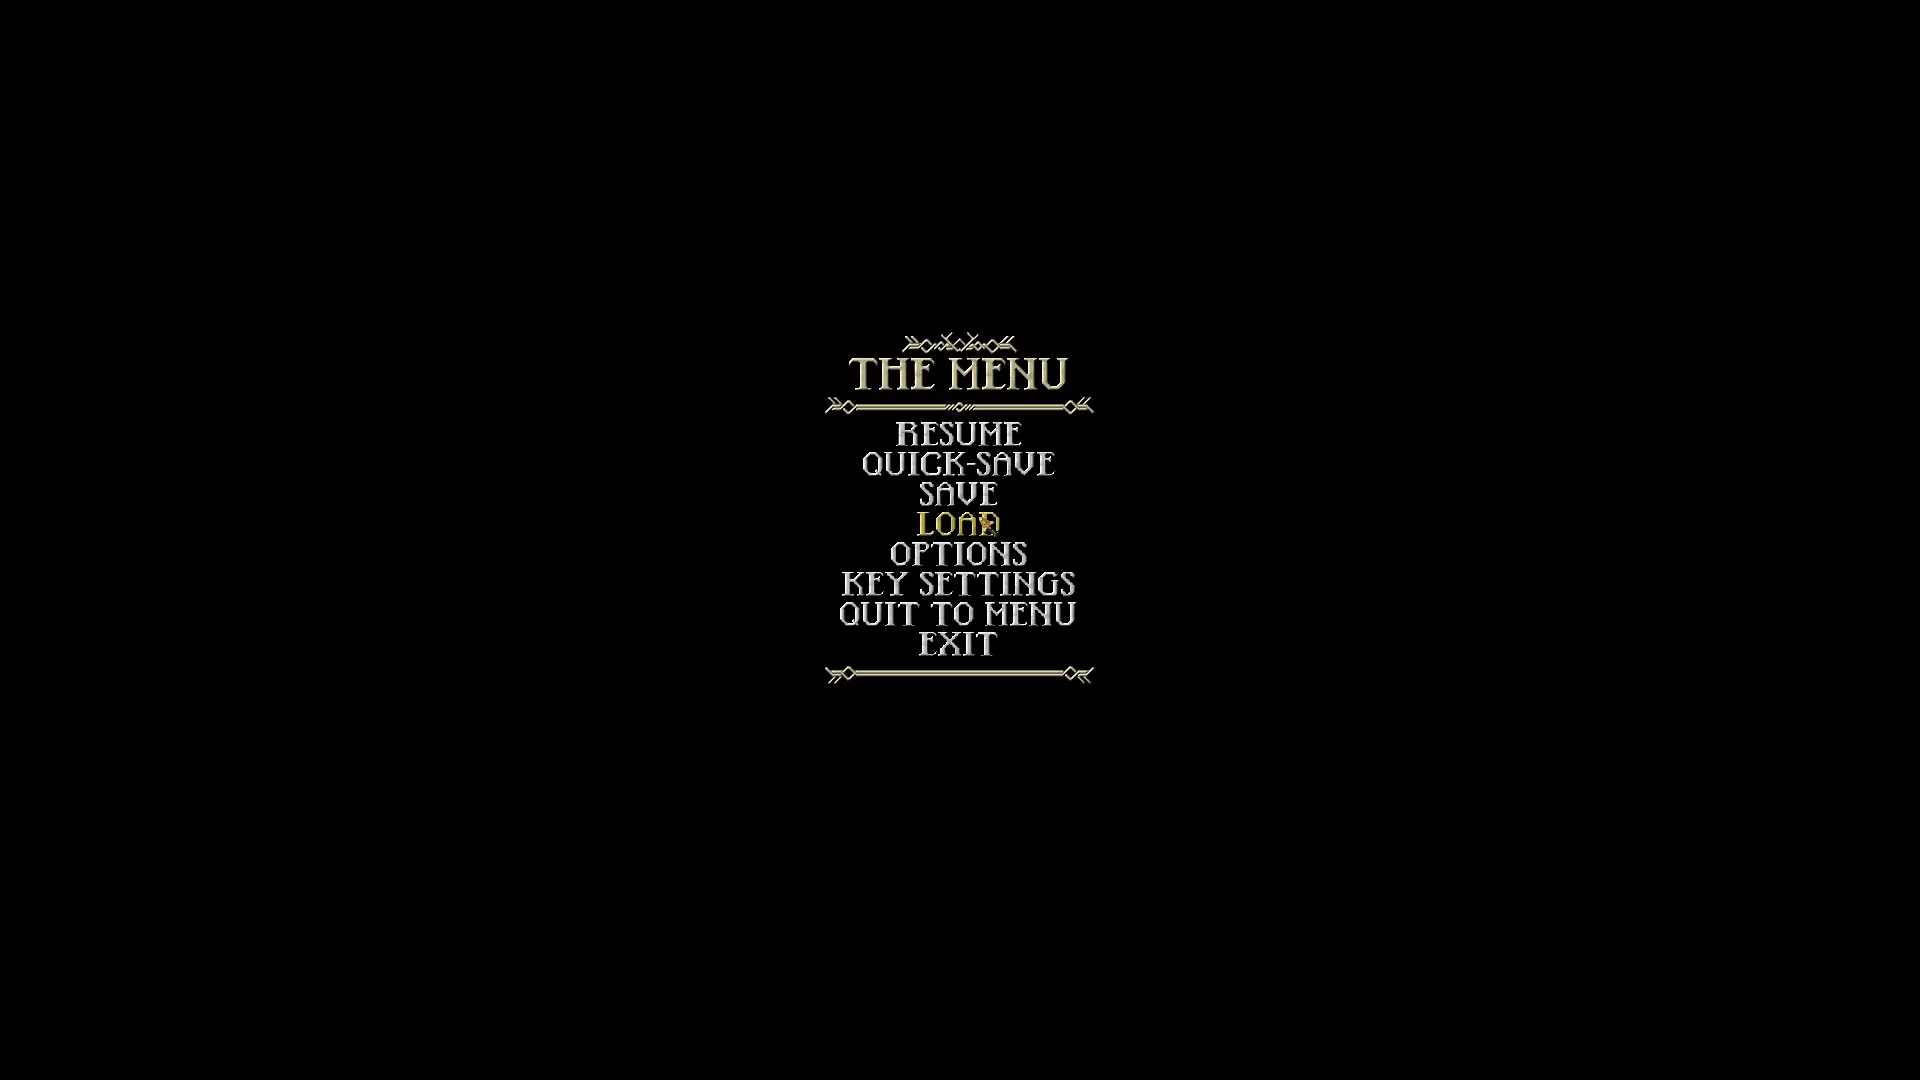 THE MENU
RESUME
QUICK-SAVE
SAVE
LOAD
OPTIONS
KEY SETTINGS
QUIT TO MENU
EXIT